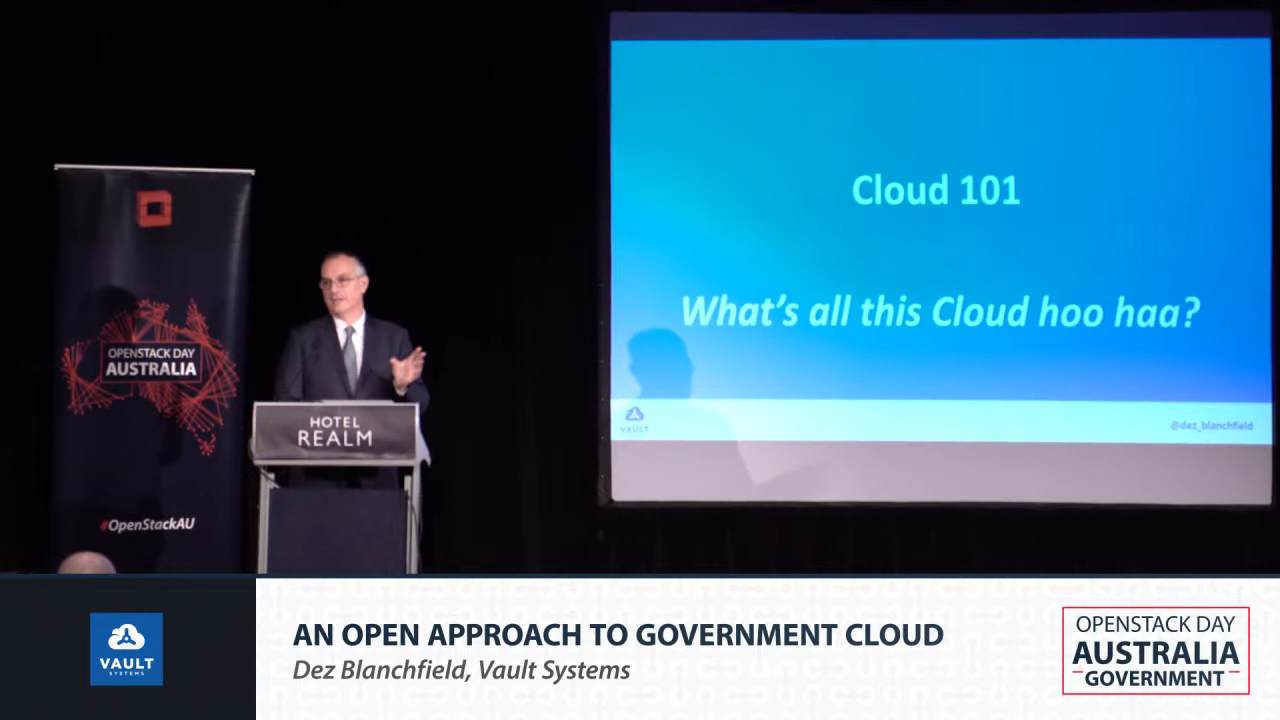 Cloud 101
What's all this Cloud hoo haa?
VAULT
@dez_blanchfield
OPENSTACK DAY
AUSTRALIA
#OpenStackAU
HOTEL
REALM
VAULT
SYSTEMS
AN OPEN APPROACH TO GOVERNMENT CLOUD
Dez Blanchfield, Vault Systems
OPENSTACK DAY
AUSTRALIA
GOVERNMENT